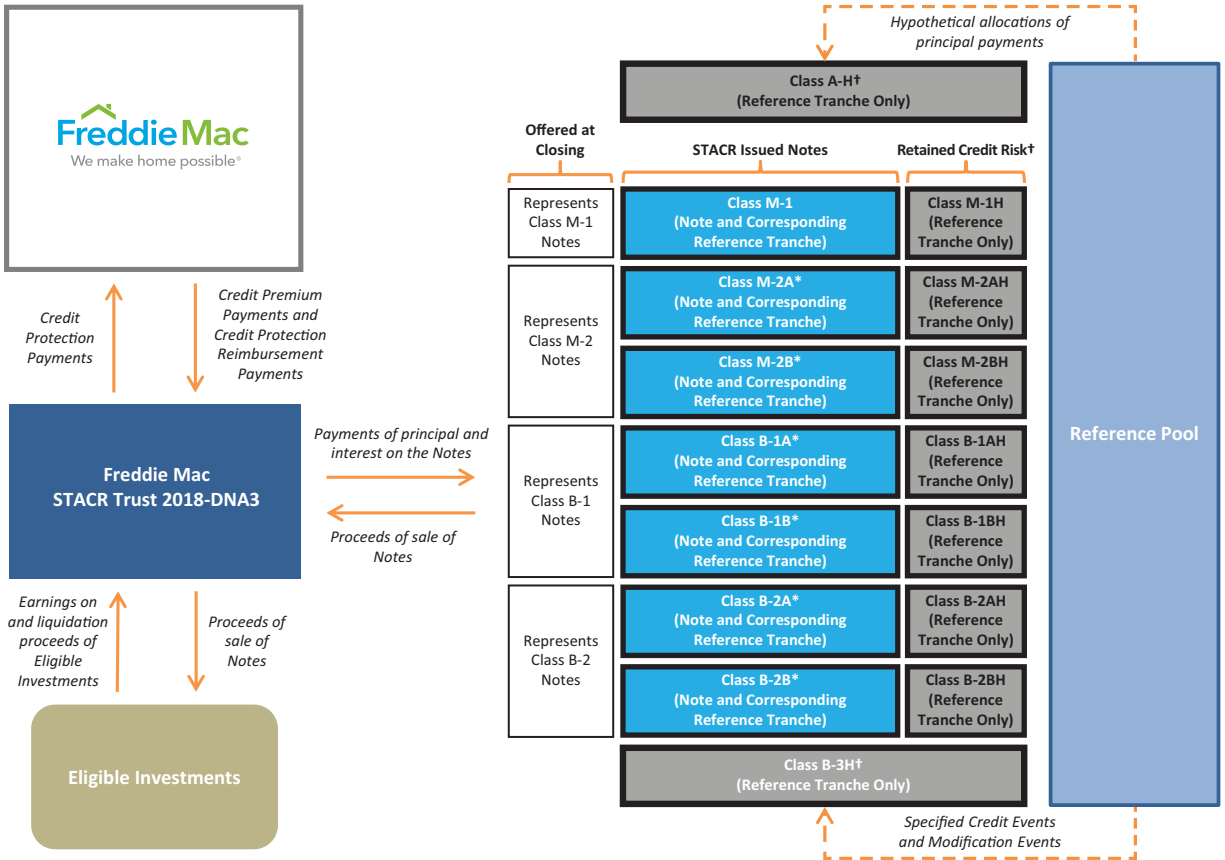 Hypothetical allocations of
principal payments
Class A-H†
(Reference Tranche Only)
FreddieMac
We make home possible®
Offered at
Closing
STACR Issued Notes
Retained Credit Risk†
Represents
Class M-1
Notes
Class M-1
(Note and Corresponding
Reference Tranche)
Class M-1H
(Reference
Tranche Only)
Represents
Class M-2
Notes
Class M-2A*
(Note and Corresponding
Reference Tranche)
Class M-2AH
(Reference
Tranche Only)
Class M-2B*
(Note and Corresponding
Reference Tranche)
Class M-2BH
(Reference
Tranche Only)
Represents
Class B-1
Notes
Class B-1A*
(Note and Corresponding
Reference Tranche)
Class B-1AH
(Reference
Tranche Only)
Class B-1B*
(Note and Corresponding
Reference Tranche)
Class B-1BH
(Reference
Tranche Only)
Represents
Class B-2
Notes
Class B-2A*
(Note and Corresponding
Reference Tranche)
Class B-2AH
(Reference
Tranche Only)
Class B-2B*
(Note and Corresponding
Reference Tranche)
Class B-2BH
(Reference
Tranche Only)
Class B-3H†
(Reference Tranche Only)
Reference Pool
Specified Credit Events
and Modification Events
Credit
Protection
Payments
Credit Premium
Payments and
Credit Protection
Reimbursement
Payments
Freddie Mac
STACR Trust 2018-DNA3
Payments of principal and
interest on the Notes
Proceeds of sale of
Notes
Earnings on
and liquidation
proceeds of
Eligible
Investments
Proceeds of
sale of
Notes
Eligible Investments